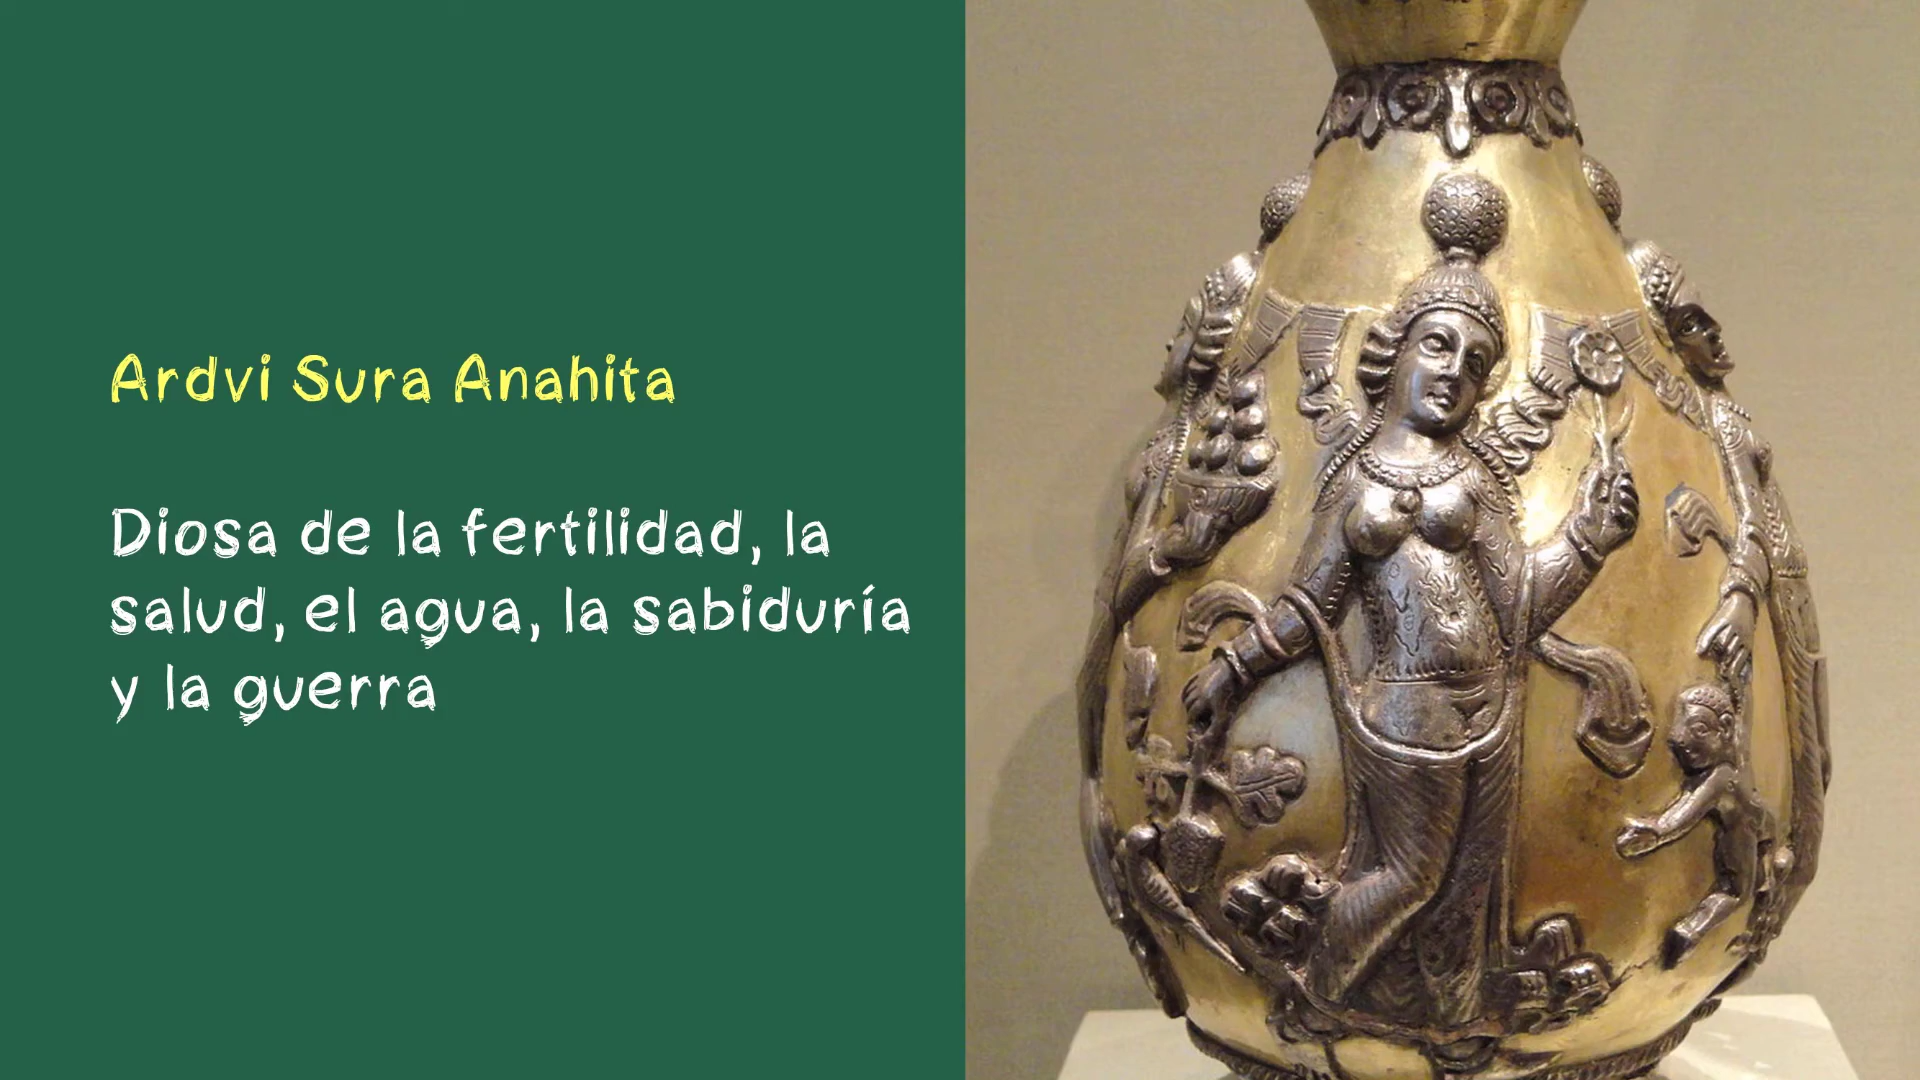 Ardvi Sura Anahita
Diosa de la fertilidad, la
salud, el agua, la sabiduría
y la guerra